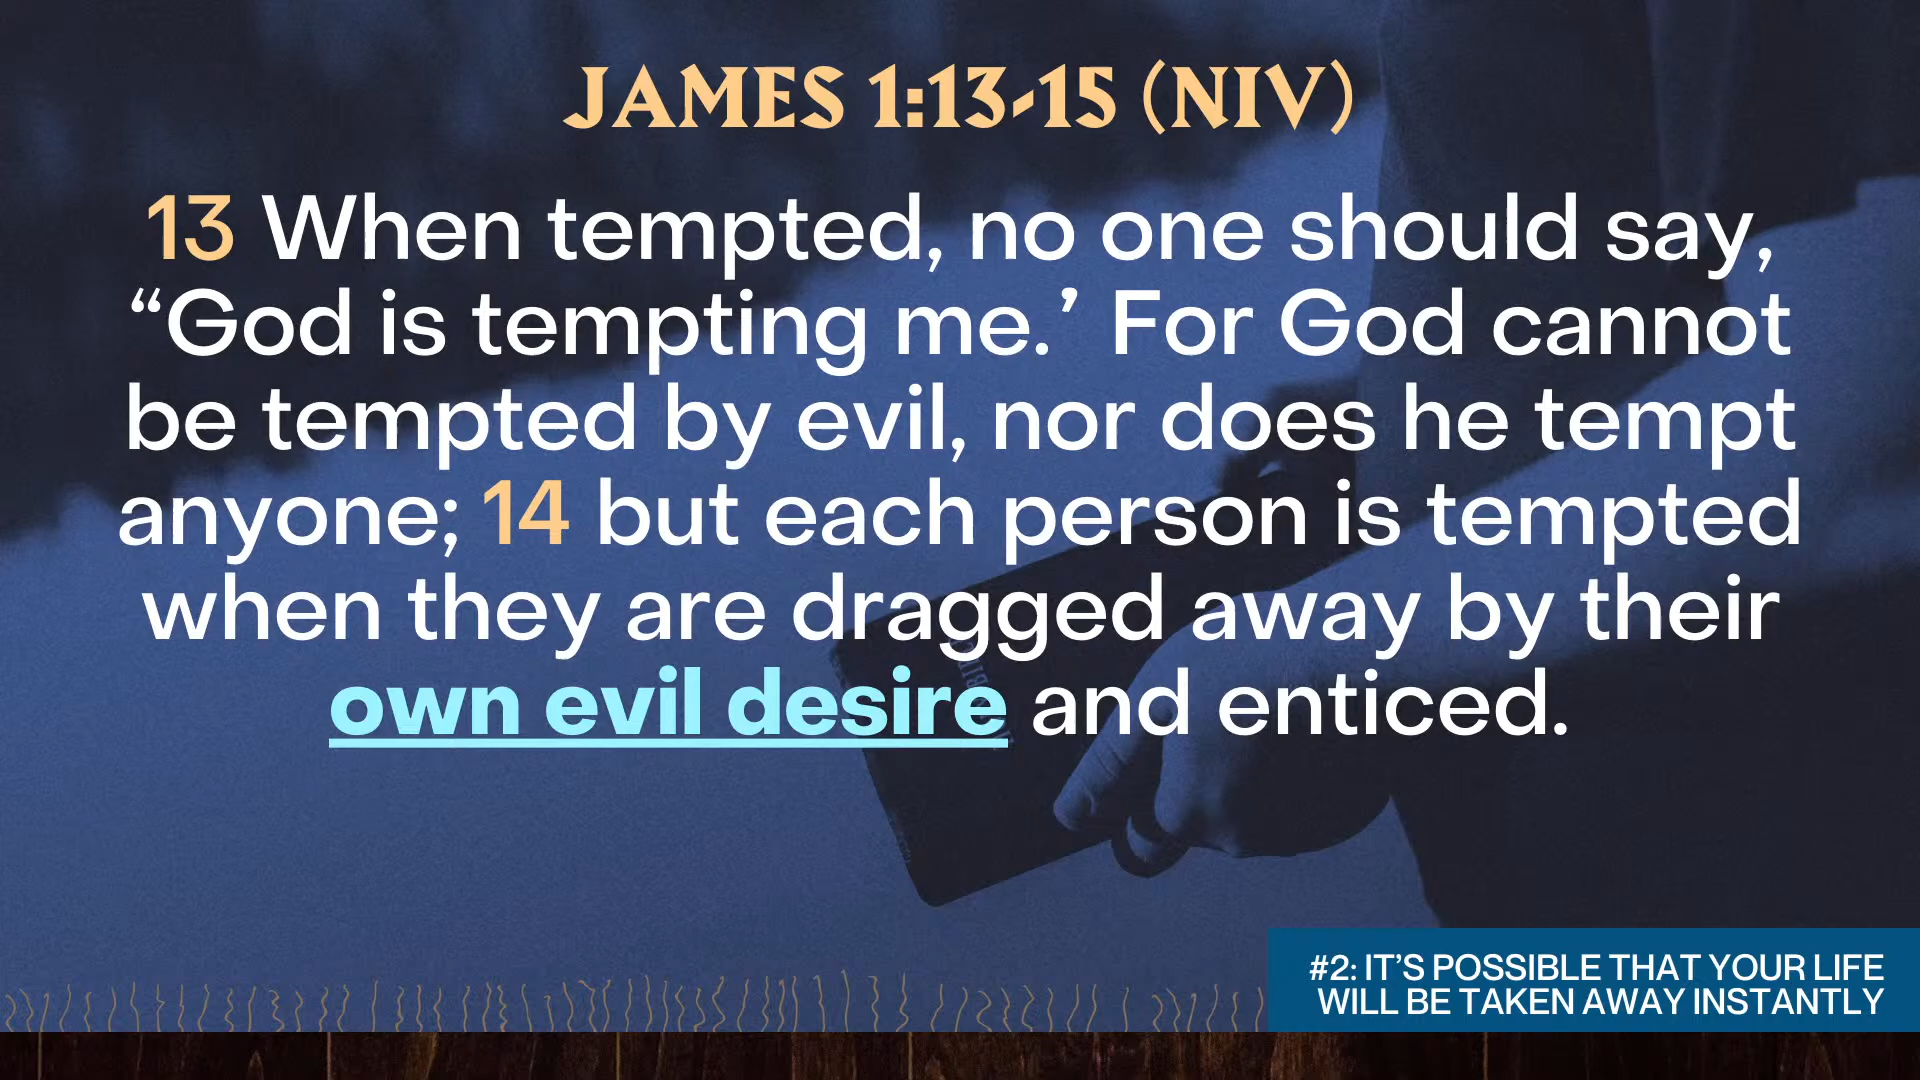 JAMES 1:13-15 (NIV)
13 When tempted, no one should say,
“God is tempting me.’ For God cannot
be tempted by evil, nor does he tempt
anyone; 14 but each person is tempted
when they are dragged away by their
own evil desire and enticed.
#2: IT’S POSSIBLE THAT YOUR LIFE
WILL BE TAKEN AWAY INSTANTLY